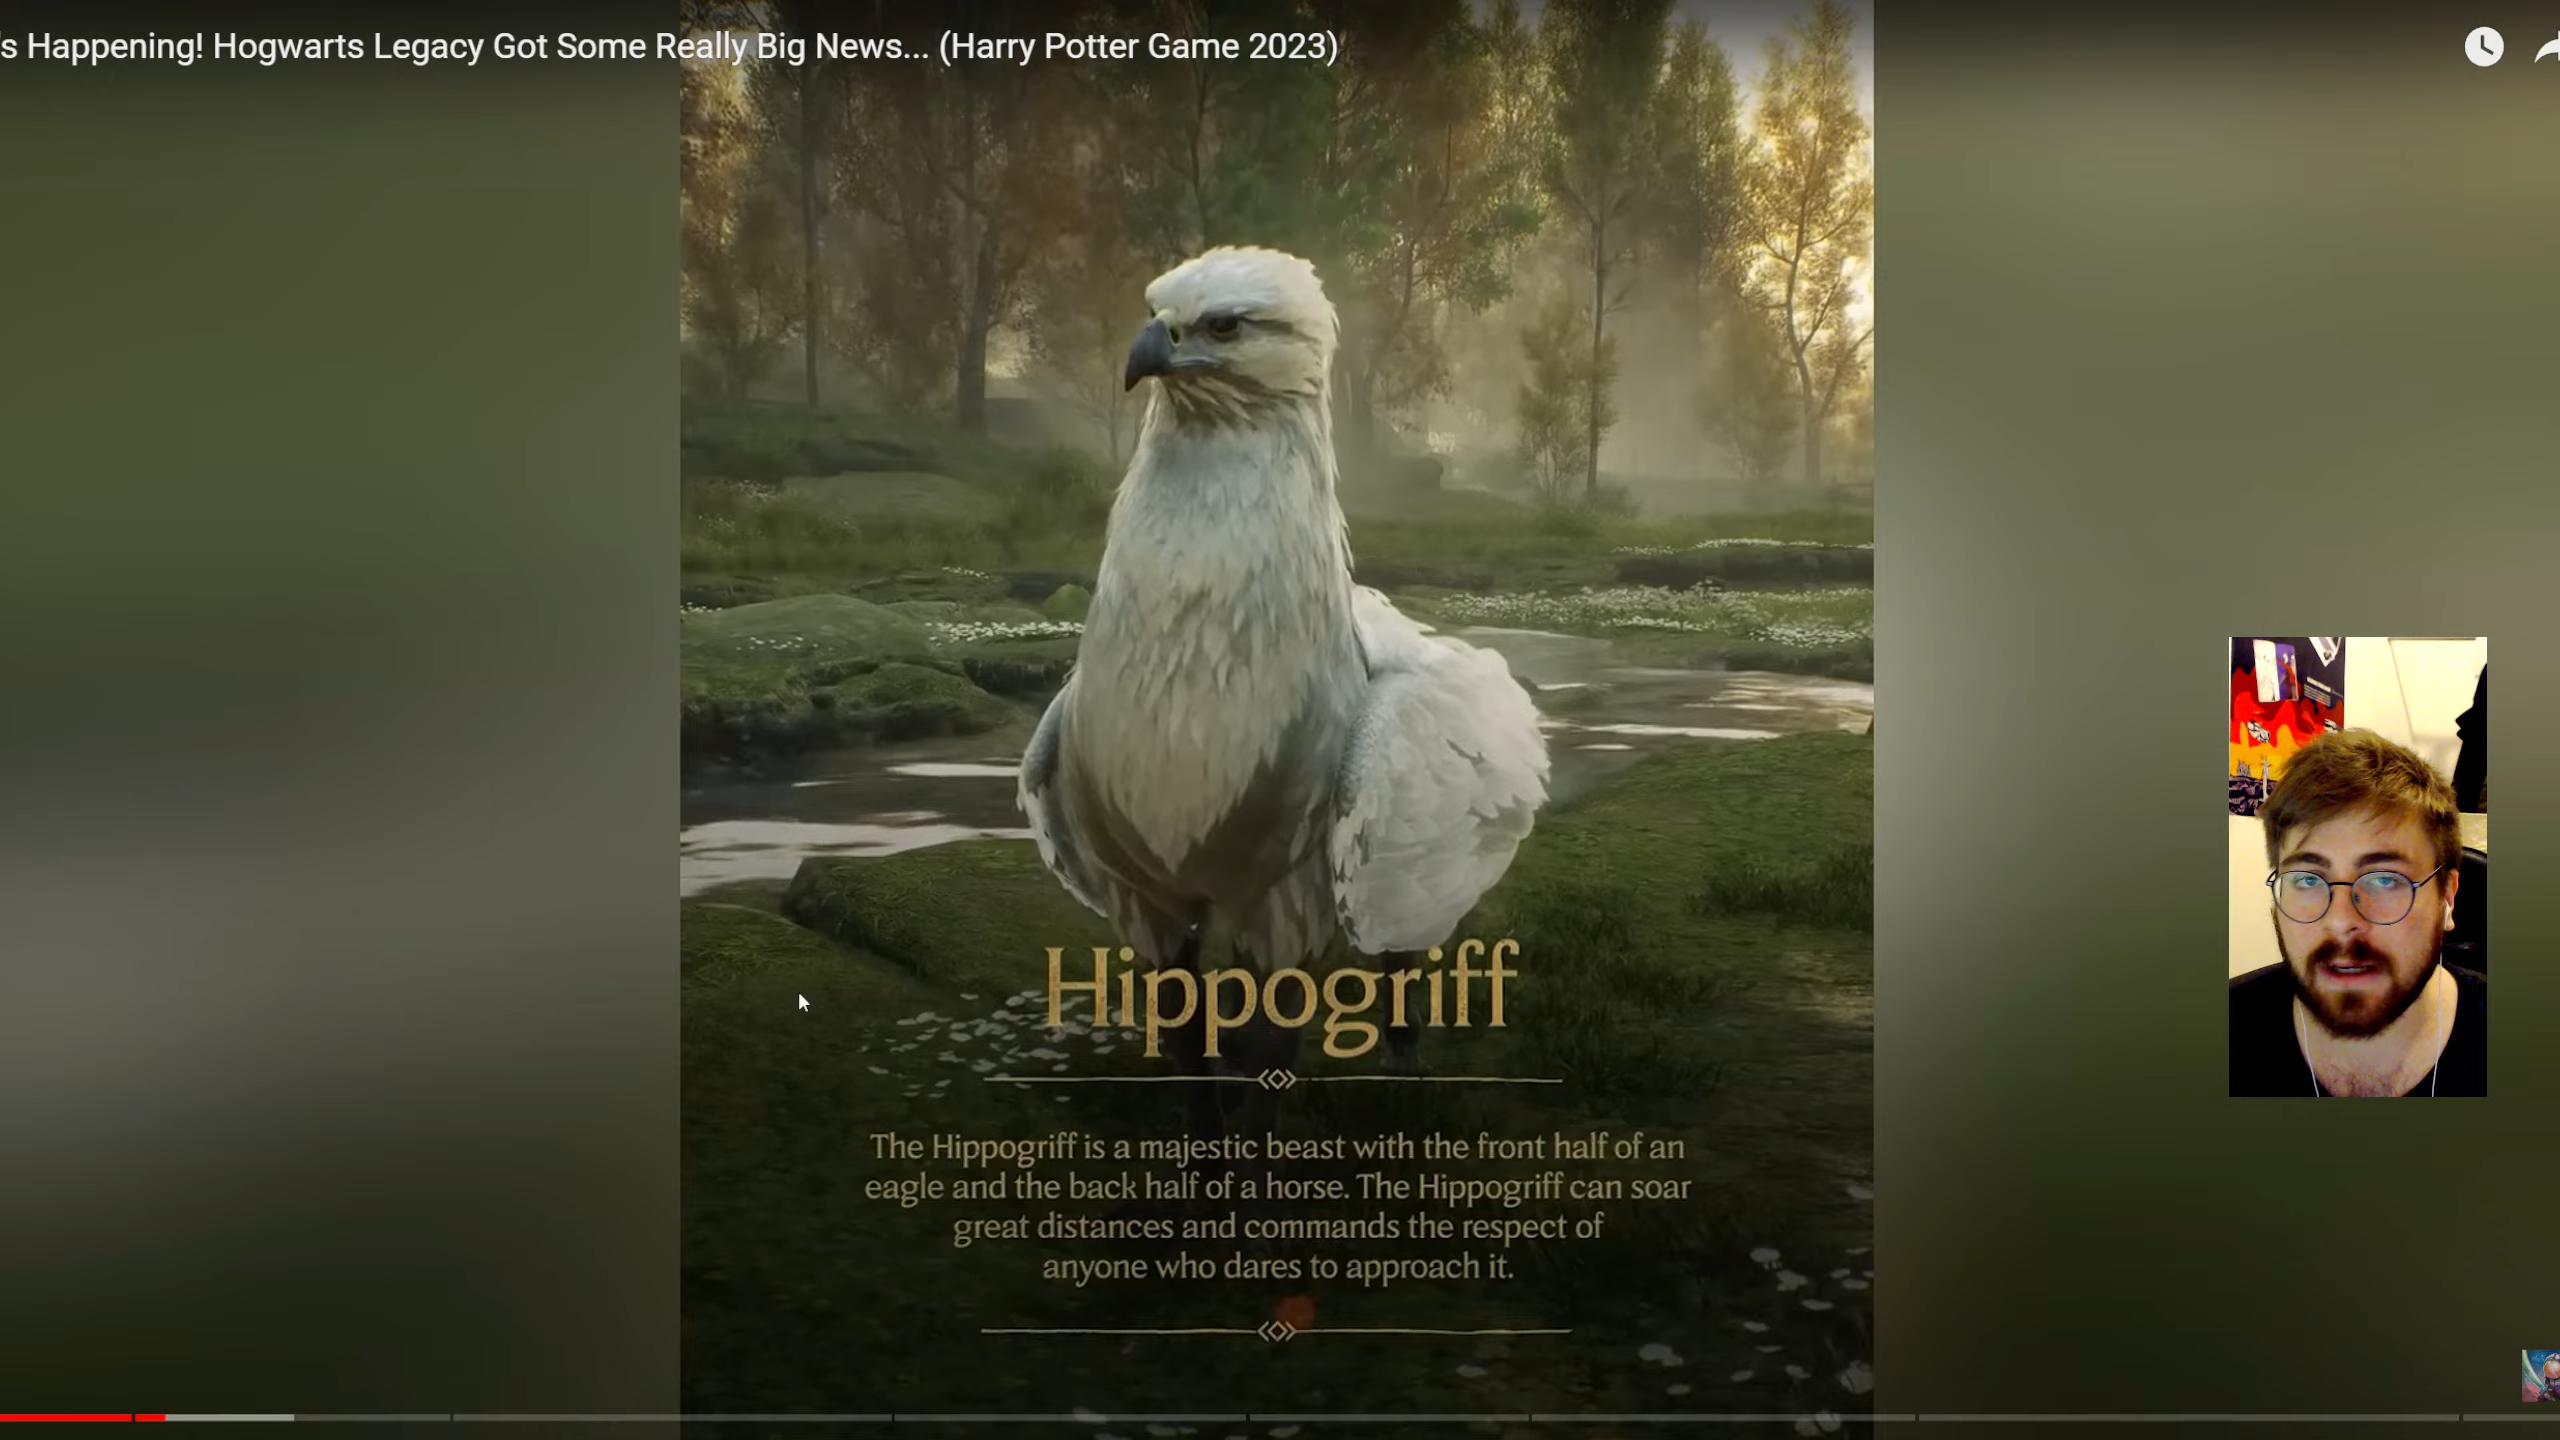 's Happening! Hogwarts Legacy Got Some Really Big News... (Harry Potter Game 2023)
Hippogriff
The Hippogriff is a majestic beast with the front half of an
eagle and the back half of a horse. The Hippogriff can soar
great distances and commands the respect of
anyone who dares to approach it.